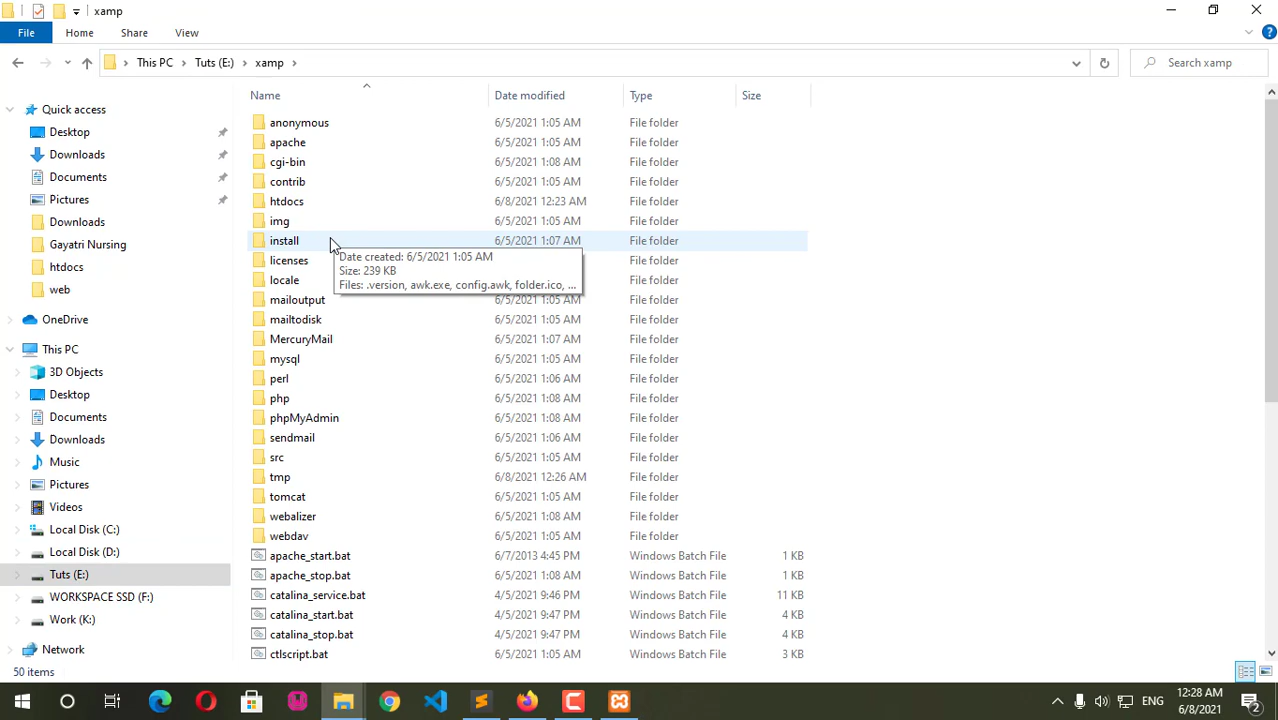 xamp
File Home Share View
This PC Tuts (E:) xamp Search xamp
Name Date modified Type Size
Quick access
Desktop
Downloads
Documents
Pictures
Downloads
Gayatri Nursing
htdocs
web
OneDrive
This PC
3D Objects
Desktop
Documents
Downloads
Music
Pictures
Videos
Local Disk (C:)
Local Disk (D:)
Tuts (E:)
WORKSPACE SSD (F:)
Work (K:)
Network
anonymous 6/5/2021 1:05 AM File folder
apache 6/5/2021 1:05 AM File folder
cgi-bin 6/5/2021 1:08 AM File folder
contrib 6/5/2021 1:05 AM File folder
htdocs 6/8/2021 12:23 AM File folder
img 6/5/2021 1:05 AM File folder
install 6/5/2021 1:07 AM File folder
licenses File folder
locale File folder
mailoutput 6/5/2021 1:05 AM File folder
mailtodisk 6/5/2021 1:05 AM File folder
MercuryMail 6/5/2021 1:07 AM File folder
mysql 6/5/2021 1:05 AM File folder
perl 6/5/2021 1:06 AM File folder
php 6/5/2021 1:08 AM File folder
phpMyAdmin 6/5/2021 1:08 AM File folder
sendmail 6/5/2021 1:06 AM File folder
src 6/5/2021 1:05 AM File folder
tmp 6/8/2021 12:26 AM File folder
tomcat 6/5/2021 1:05 AM File folder
webalizer 6/5/2021 1:08 AM File folder
webdav 6/5/2021 1:05 AM File folder
apache_start.bat 6/7/2013 4:45 PM Windows Batch File 1 KB
apache_stop.bat 6/5/2021 1:08 AM Windows Batch File 1 KB
catalina_service.bat 4/5/2021 9:46 PM Windows Batch File 11 KB
catalina_start.bat 4/5/2021 9:47 PM Windows Batch File 4 KB
catalina_stop.bat 4/5/2021 9:47 PM Windows Batch File 4 KB
ctlscript.bat 6/5/2021 1:05 AM Windows Batch File 3 KB
Date created: 6/5/2021 1:05 AM
Size: 239 KB
Files: .version, awk.exe, config.awk, folder.ico, ...
50 items
ENG
12:28 AM
6/8/2021
2